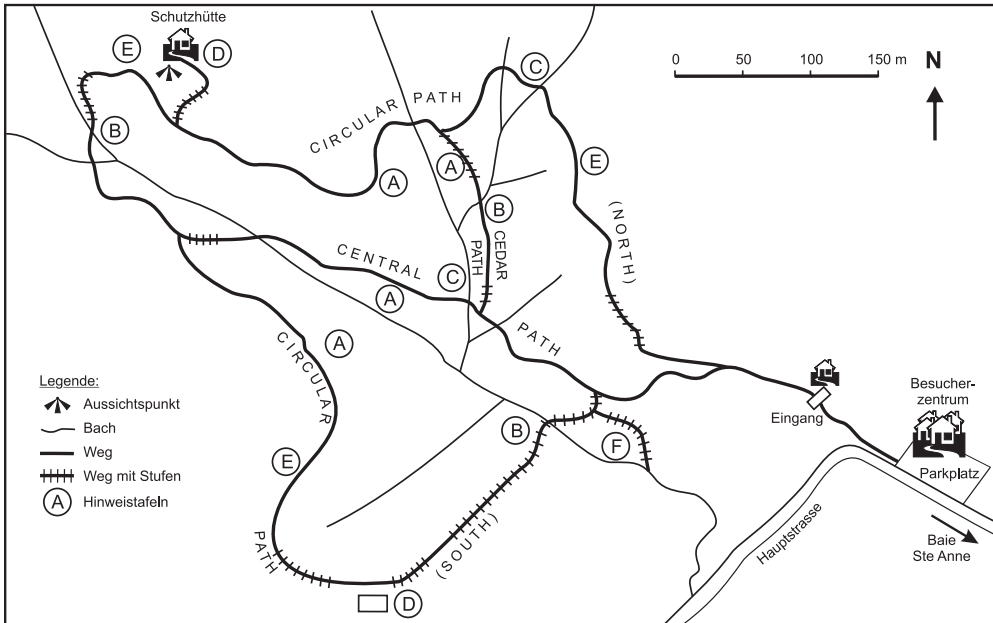 Schutzhütte
E
D
B
C
0 50 100 150 m
N
CIRCULAR PATH
A
A
E
B
CEDAR
PATH
(NORTH)
CENTRAL
C
A
PATH
A
CIRCULAR
Legende:
Aussichtspunkt
Bach
Weg
Weg mit Stufen
A Hinweistafeln
Eingang
Besucher-
zentrum
Parkplatz
B
F
E
PATH
(SOUTH)
D
Hauptstrasse
Baie
Ste Anne